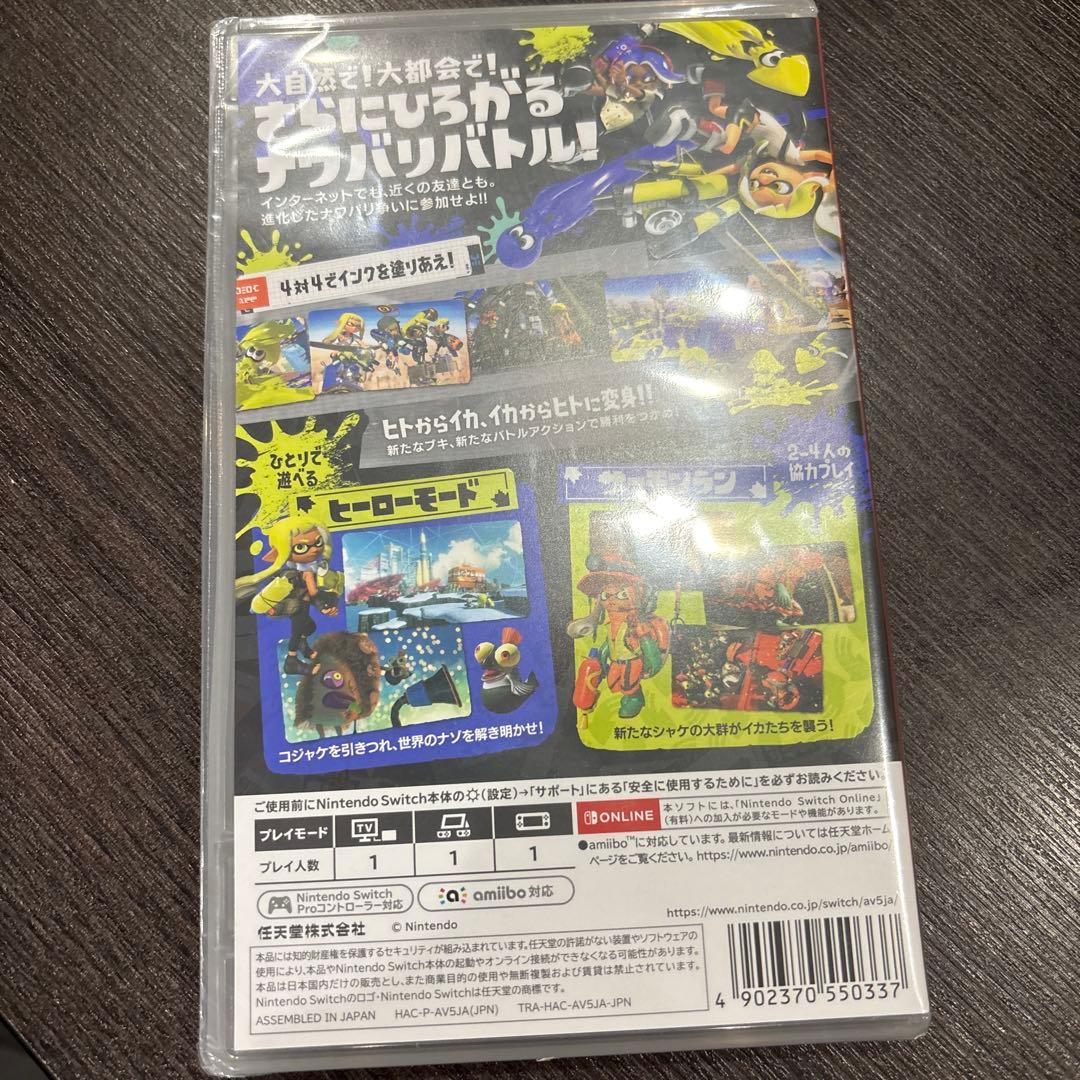 大自然で！大都会で！
さらにひろがる
ナワバリバトル！
インターネットでも、近くの友達とも。
進化したナワバリ争いに参加せよ!!
4対4でインクを塗りあえ！
ヒトからイカ、イカからヒトに変身!!
新たなブキ、新たなバトルアクションで勝利をつかめ！
ひとりで
遊べる
ヒーローモード
コジャケを引きつれ、世界のナゾを解き明かせ！
2-4人の
協力プレイ
サーモンラン
新たなシャケの大群がイカたちを襲う！
ご使用前にNintendo Switch本体の(設定)→「サポート」にある「安全に使用するために」を必ずお読みください。
プレイモード
TV
プレイ人数 1 1 1
ONLINE
本ソフトには、「Nintendo Switch Online」
(有料)への加入が必要なモードや機能があります。
●amiibo™に対応しています。最新情報については任天堂ホーム
ページをご覧ください。https://www.nintendo.co.jp/amiibo/
Nintendo Switch
Proコントローラー対応
amiibo 対応
https://www.nintendo.co.jp/switch/av5ja/
任天堂株式会社 © Nintendo
本品には知的財産権を保護するセキュリティが組み込まれています。任天堂の許諾がない装置やソフトウェアの
使用により、本品やNintendo Switch本体の起動やオンライン接続ができなくなる可能性があります。
本品は日本国内だけの販売とし、また商業目的の使用や無断複製および賃貸は禁止されています。
Nintendo Switchのロゴ・Nintendo Switchは任天堂の商標です。
ASSEMBLED IN JAPAN HAC-P-AV5JA(JPN) TRA-HAC-AV5JA-JPN
4 902370 550337